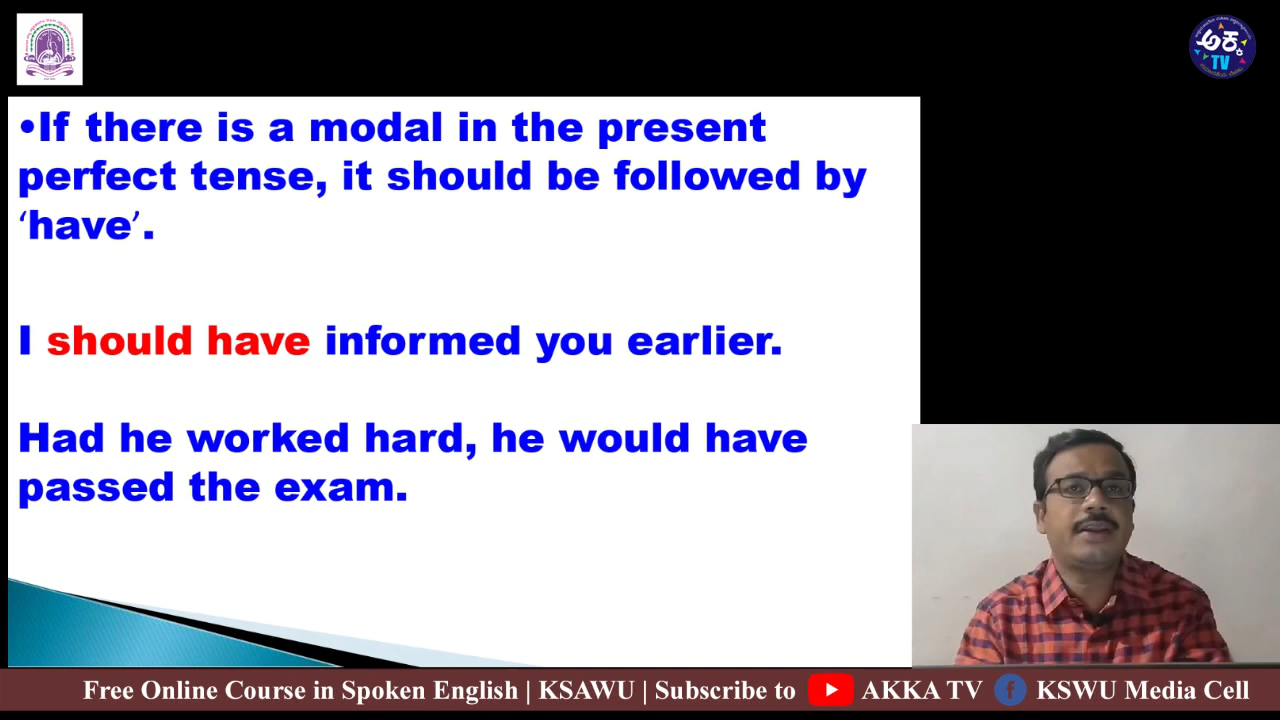 ಅಕ್ಕ
TV
•If there is a modal in the present
perfect tense, it should be followed by
‘have’.
I should have informed you earlier.
Had he worked hard, he would have
passed the exam.
Free Online Course in Spoken English | KSAWU | Subscribe to AKKA TV KSWU Media Cell